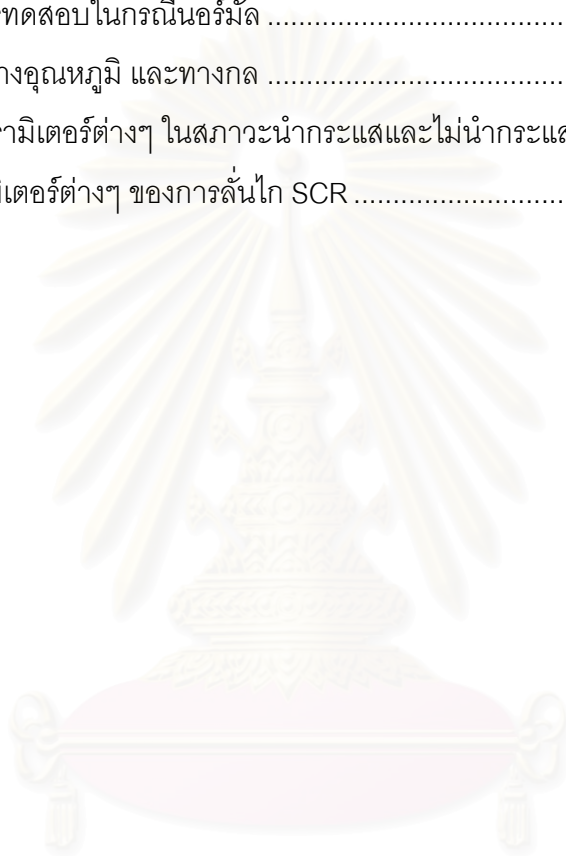 ทดสอบในกรณีนอร์มัล ......................................
างอุณหภูมิ และทางกล ......................................
รามิเตอร์ต่างๆ ในสภาวะนำกระแสและไม่นำกระแส
มิเตอร์ต่างๆ ของการลั่นไก SCR ...........................